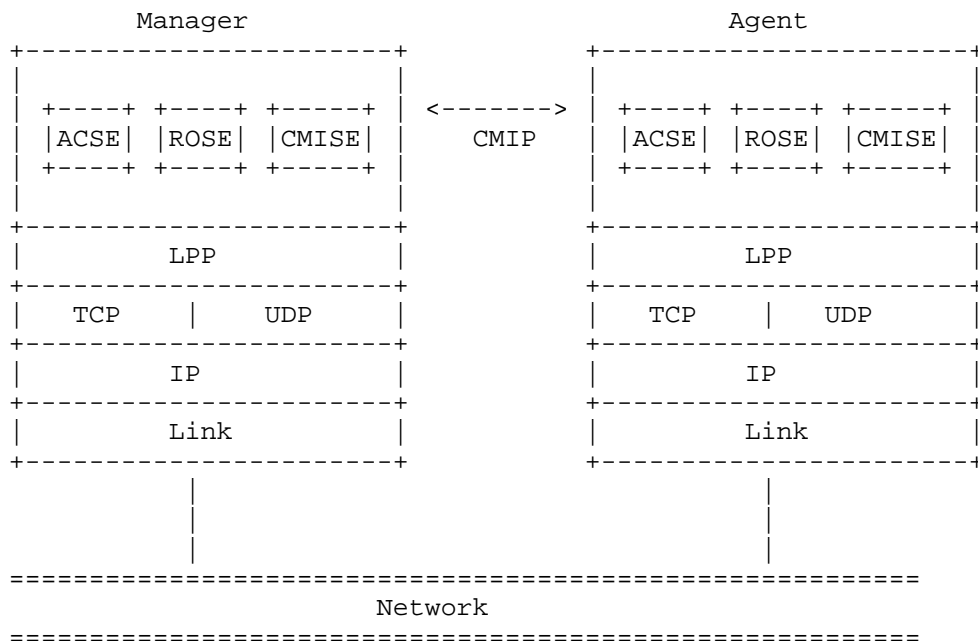 Manager Agent
<-------> 
ACSE ROSE CMISE CMIP ACSE ROSE CMISE
LPP LPP
TCP UDP TCP UDP
IP IP
Link Link
Network